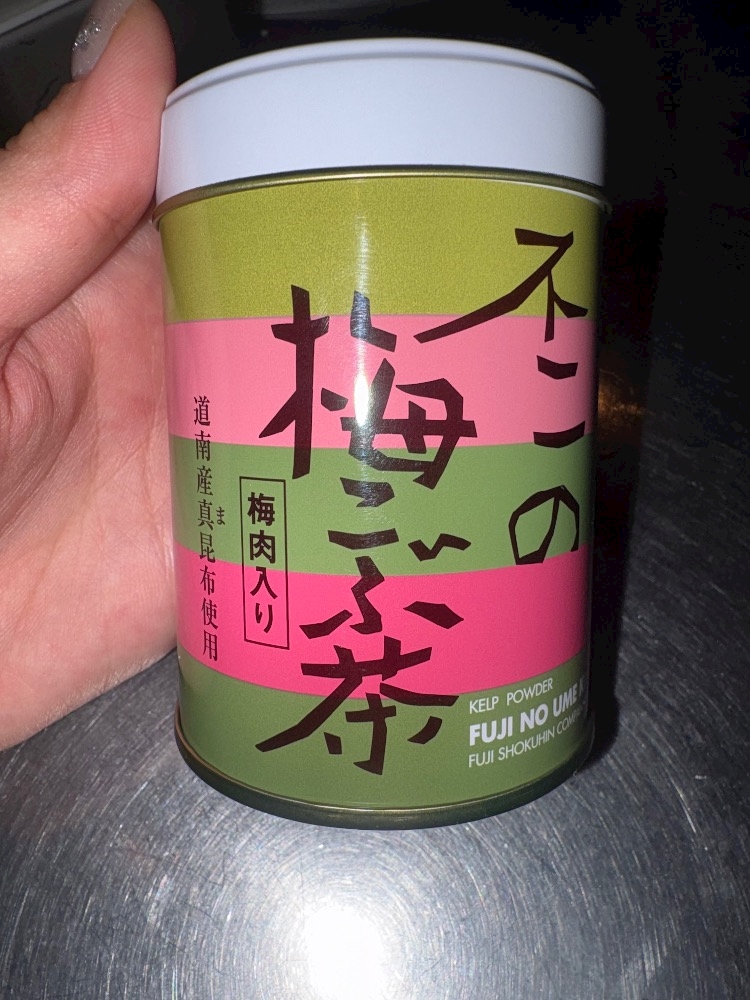 不二の
梅こぶ茶
梅肉入り
道南産真昆布使用
ま
KELP POWDER
FUJI NO UME
FUJI SHOKUHIN